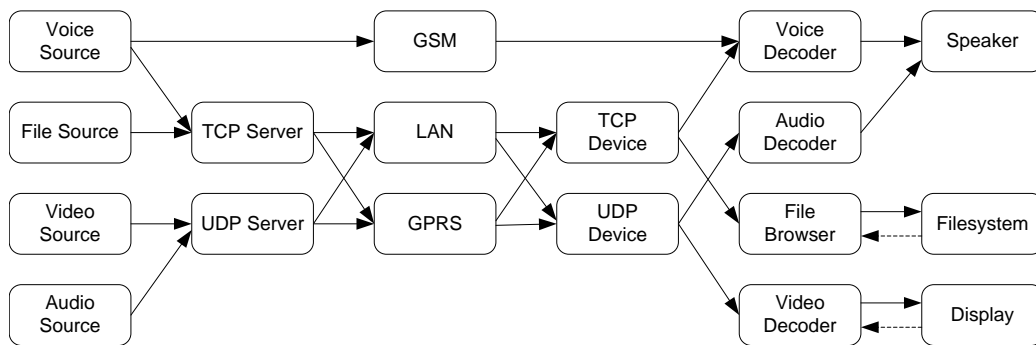 Voice
Source
GSM
Voice
Decoder
Speaker
File Source
TCP Server
LAN
TCP
Device
Audio
Decoder
Video
Source
UDP Server
GPRS
UDP
Device
File
Browser
Filesystem
Audio
Source
Video
Decoder
Display